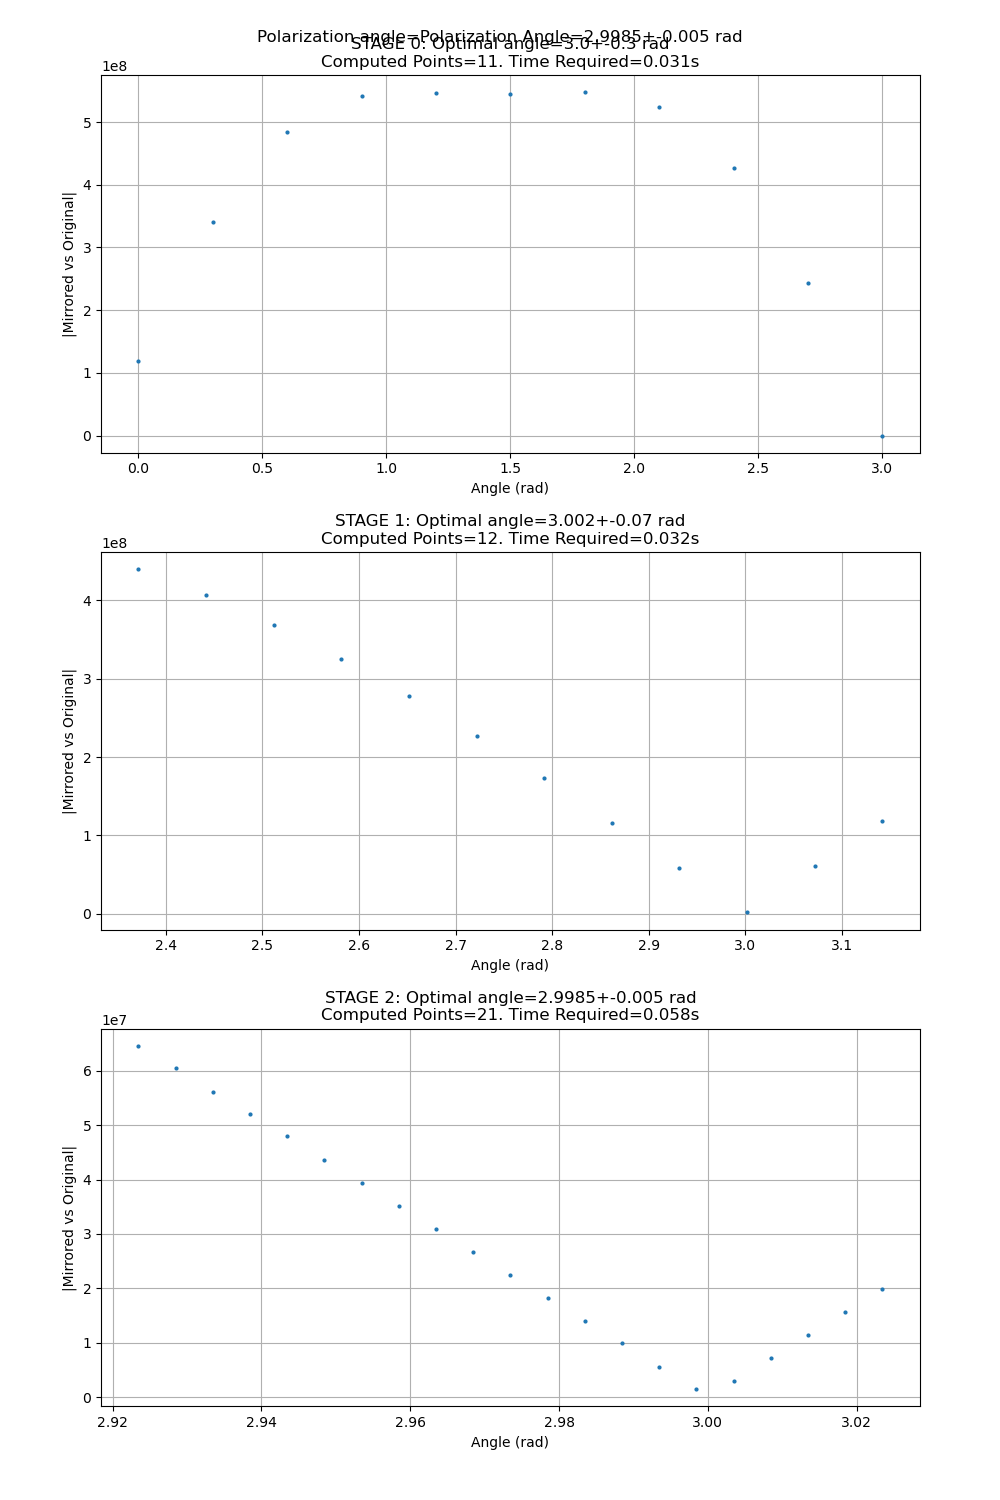 Polarization angle=Polarization Angle=2.9985+-0.005 rad
STAGE 0: Optimal angle=3.0+-0.3 rad
Computed Points=11. Time Required=0.031s
1e8
5
4
3
2
1
0
|Mirrored vs Original|
0.0 0.5 1.0 1.5 2.0 2.5 3.0
Angle (rad)
STAGE 1: Optimal angle=3.002+-0.07 rad
Computed Points=12. Time Required=0.032s
1e8
4
3
2
1
0
|Mirrored vs Original|
2.4 2.5 2.6 2.7 2.8 2.9 3.0 3.1
Angle (rad)
STAGE 2: Optimal angle=2.9985+-0.005 rad
Computed Points=21. Time Required=0.058s
1e7
6
5
4
3
2
1
0
|Mirrored vs Original|
2.92 2.94 2.96 2.98 3.00 3.02
Angle (rad)